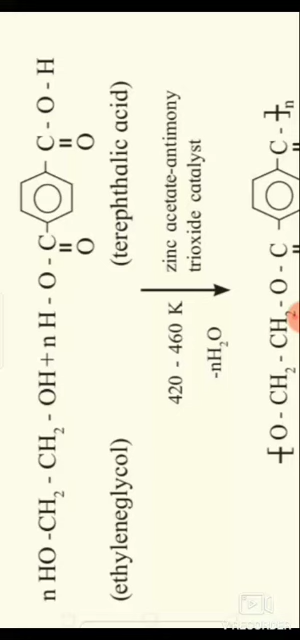 n HO -CH₂ - CH₂ - OH + n H - O - C - C - O - H
O O
(ethyleneglycol) (terephthalic acid)
420 - 460 K zinc acetate-antimony
-nH₂O trioxide catalyst
[ O - CH₂ - CH₂ - O - C - C - ]n